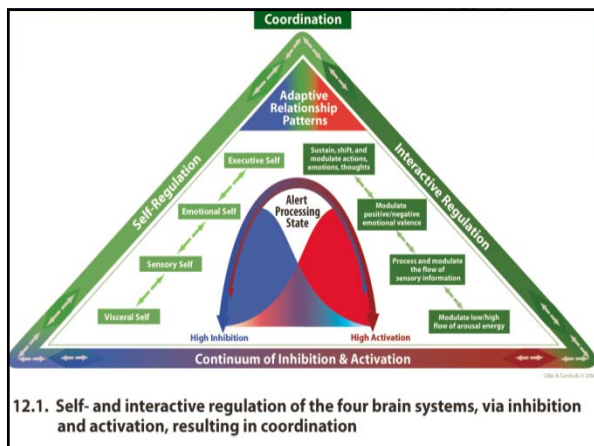 Coordination
Adaptive
Relationship
Patterns
Self-Regulation
Interactive Regulation
Executive Self
Emotional Self
Sensory Self
Visceral Self
Sustain, shift, and
modulate actions,
emotions, thoughts
Modulate
positive/negative
emotional valence
Process and modulate
the flow of
sensory information
Modulate low/high
flow of arousal energy
Alert
Processing
State
High Inhibition
High Activation
Continuum of Inhibition & Activation
Lillas & Turnbull, ©
12.1. Self- and interactive regulation of the four brain systems, via inhibition
and activation, resulting in coordination